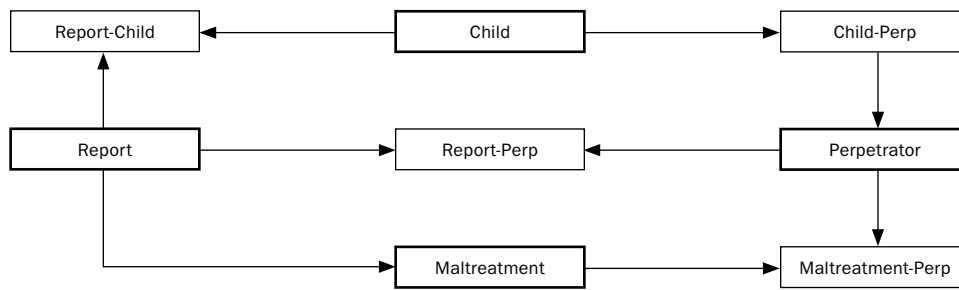 Report-Child
Child
Child-Perp
Report
Report-Perp
Perpetrator
Maltreatment
Maltreatment-Perp